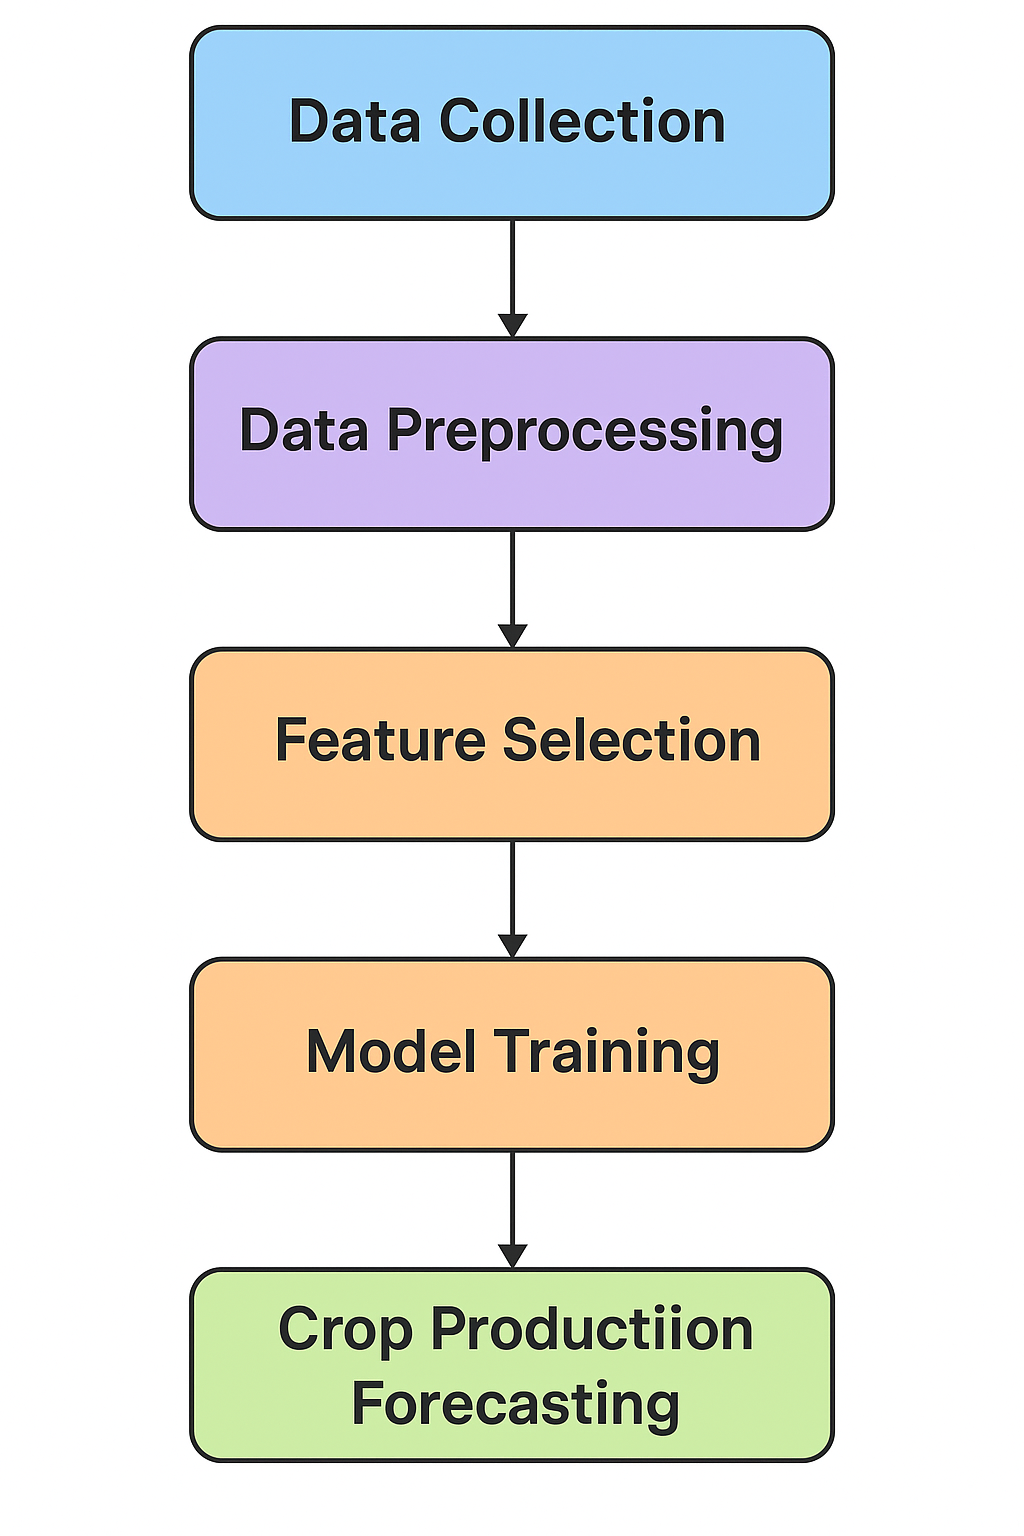 Data Collection
Data Preprocessing
Feature Selection
Model Training
Crop Productiion
Forecasting